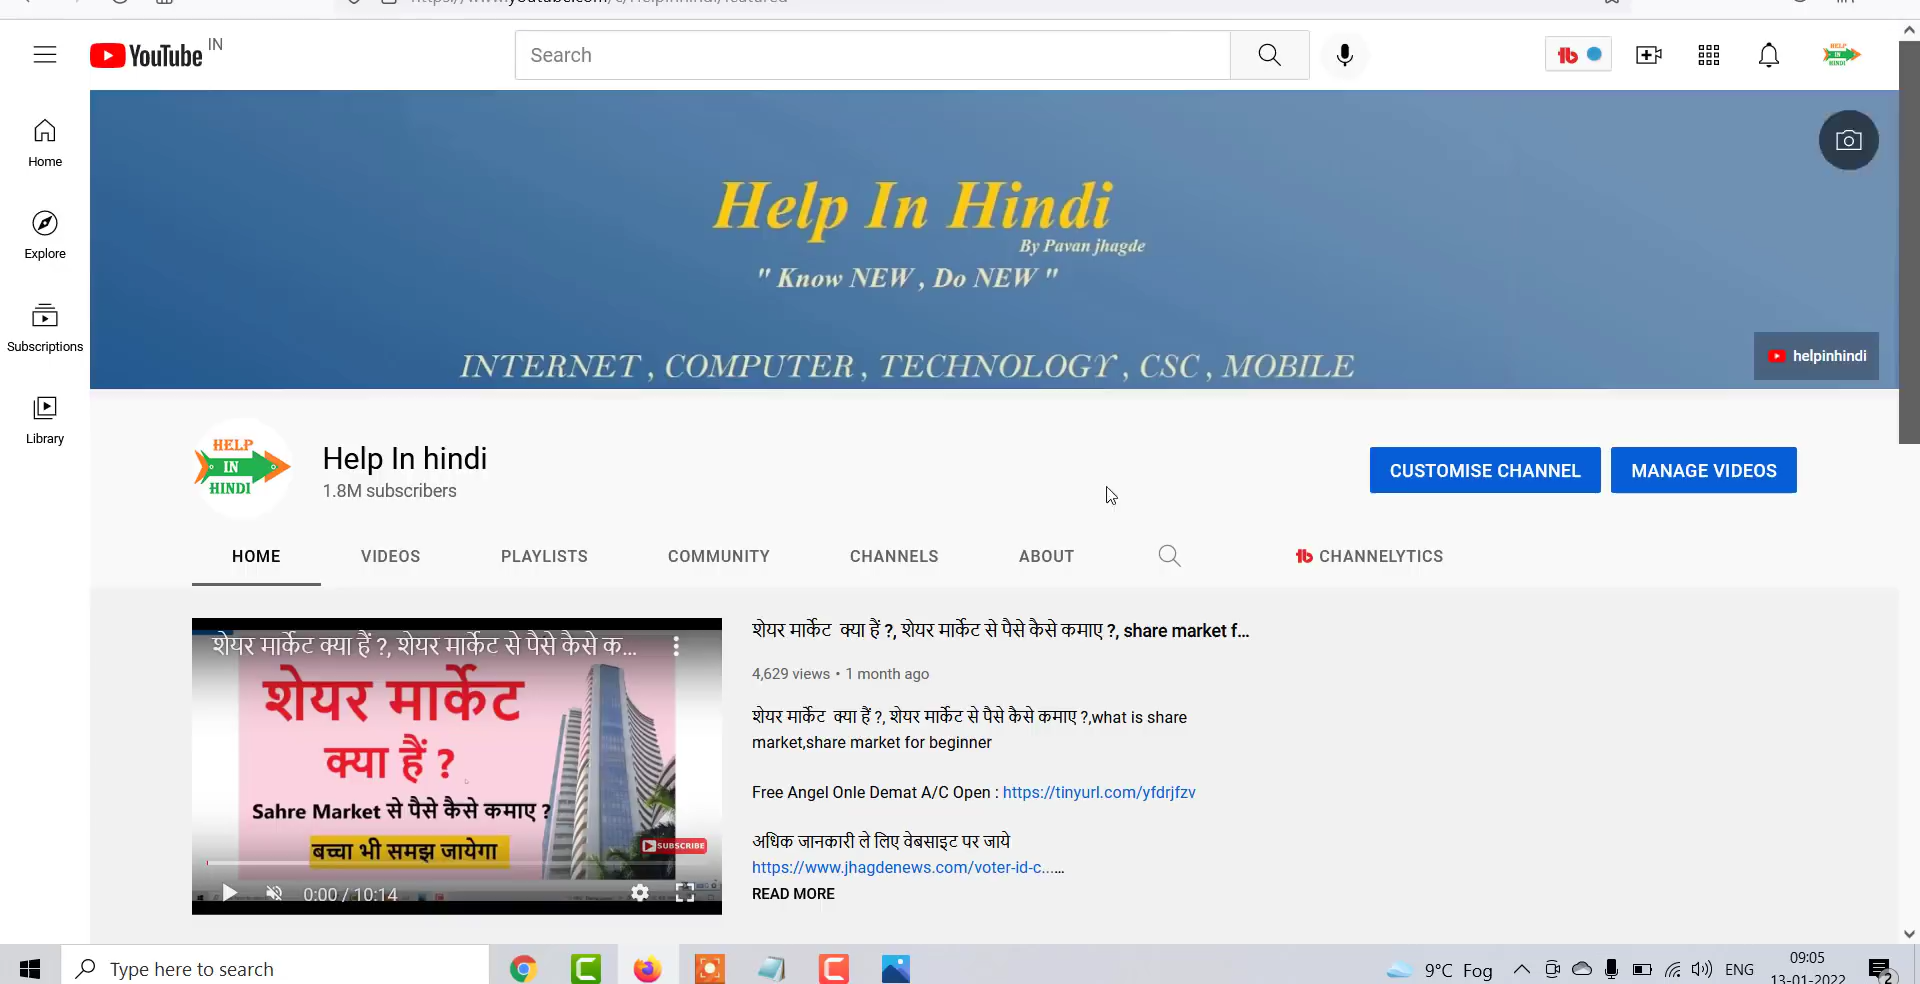 YouTube IN
Search
Home
Explore
Subscriptions
Library
Help In Hindi
By Pavan jhagde
" Know NEW , Do NEW "
INTERNET , COMPUTER , TECHNOLOGY , CSC , MOBILE
helpinhindi
HELP
IN
HINDI
Help In hindi
1.8M subscribers
CUSTOMISE CHANNEL
MANAGE VIDEOS
HOME VIDEOS PLAYLISTS COMMUNITY CHANNELS ABOUT CHANNELYTICS
शेयर मार्केट क्या हैं ?, शेयर मार्केट से पैसे कैसे क...
शेयर मार्केट
क्या हैं ?
Sahre Market से पैसे कैसे कमाए ?
बच्चा भी समझ जायेगा
SUBSCRIBE
0:00 / 10:14
शेयर मार्केट क्या हैं ?, शेयर मार्केट से पैसे कैसे कमाए ?, share market f...
4,629 views • 1 month ago
शेयर मार्केट क्या हैं ?, शेयर मार्केट से पैसे कैसे कमाए ?,what is share
market,share market for beginner
Free Angel Onle Demat A/C Open : https://tinyurl.com/yfdrjfzv
अधिक जानकारी ले लिए वेबसाइट पर जाये
https://www.jhagdenews.com/voter-id-c......
READ MORE
Type here to search
9°C Fog
ENG
09:05
13-01-2022
2